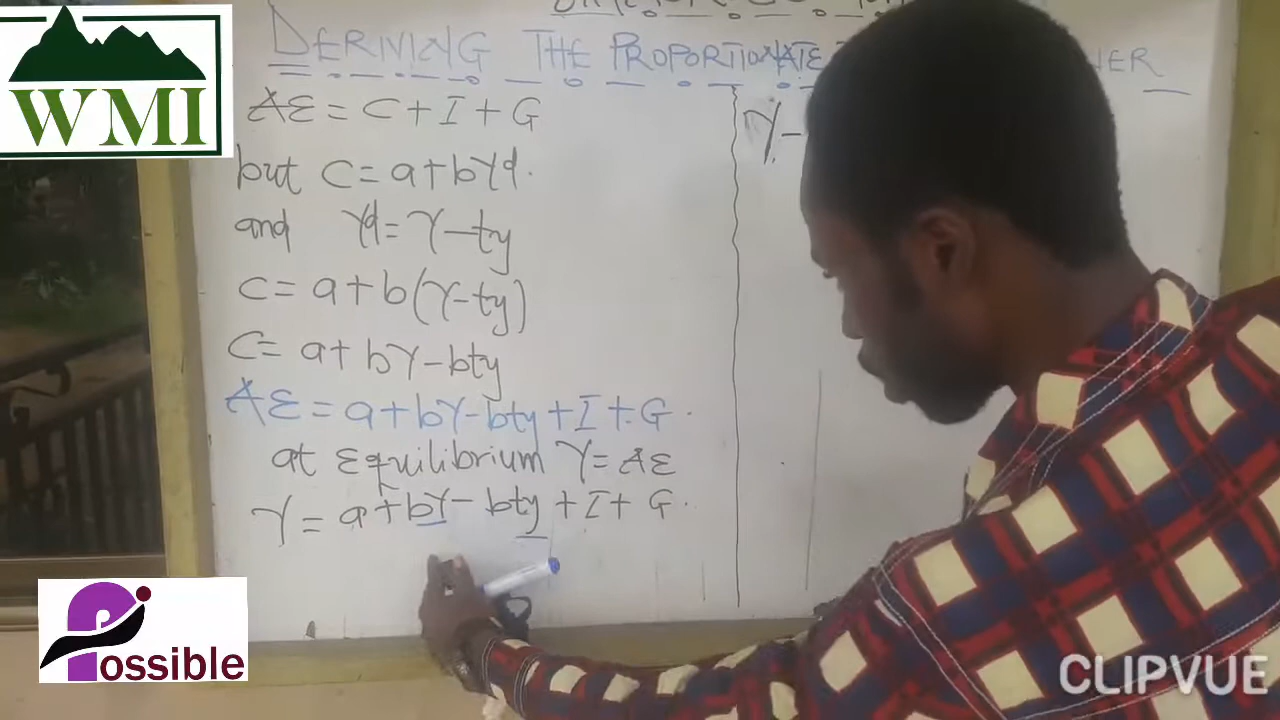 DERIVING THE PROPORTIONATE
AE = C + I + G
but C = a + bYd.
and Yd = Y - ty
C = a + b(Y - ty)
C = a + bY - bty
AE = a + bY - bty + I + G.
at Equilibrium Y = AE
Y = a + bY - bty + I + G.
Y -
WMI
Possible
CLIPVUE